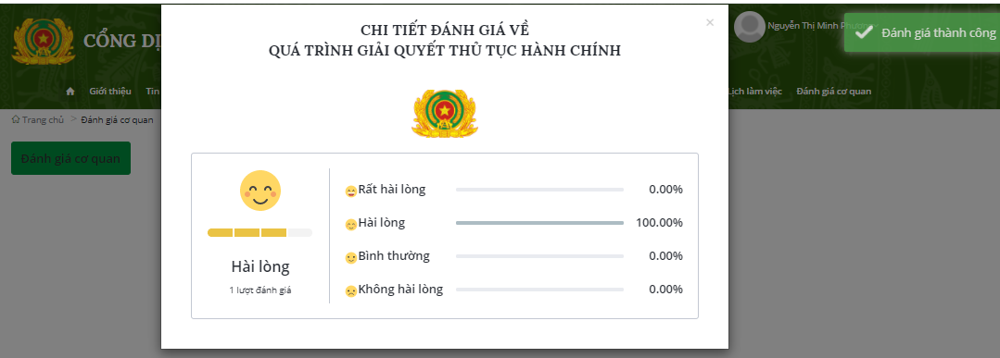 CHI TIẾT ĐÁNH GIÁ VỀ
QUÁ TRÌNH GIẢI QUYẾT THỦ TỤC HÀNH CHÍNH
×
CỔNG DỊ
Nguyễn Thị Minh
Đánh giá thành công
Giới thiệu
Tin
Lịch làm việc
Đánh giá cơ quan
Trang chủ > Đánh giá cơ quan
Đánh giá cơ quan
Hài lòng
1 lượt đánh giá
Rất hài lòng 0.00%
Hài lòng 100.00%
Bình thường 0.00%
Không hài lòng 0.00%